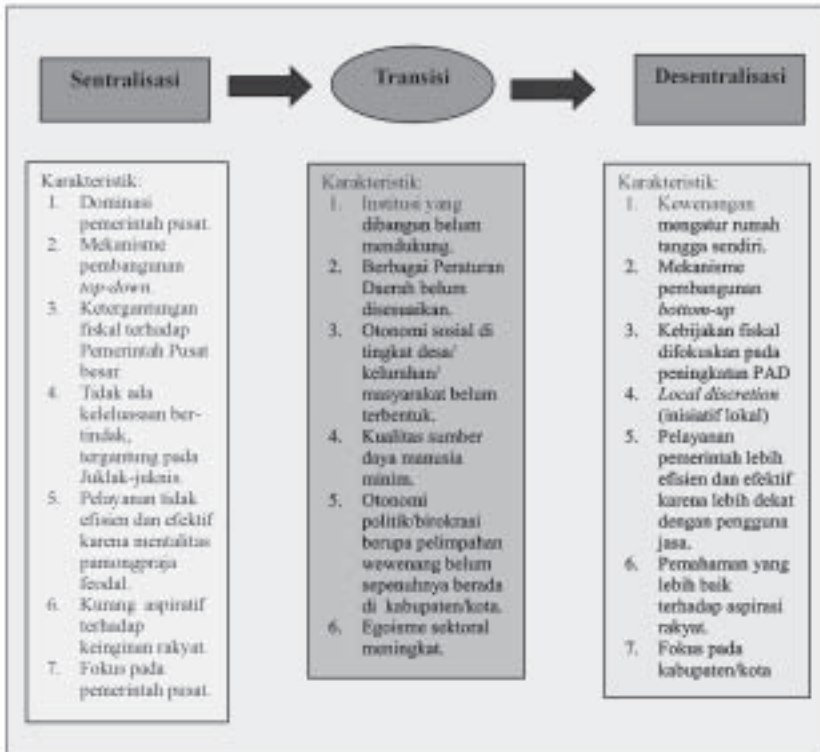 Sentralisasi
Transisi
Desentralisasi
Karakteristik:
1. Dominasi
pemerintah pusat.
2. Mekanisme
pembangunan
top-down.
3. Ketergantungan
fiskal terhadap
Pemerintah Pusat
besar
4. Tidak ada
keleluasaan ber-
tindak,
tergantung pada
Juklak-juknis.
5. Pelayanan tidak
efisien dan efektif
karena mentalitas
pamongpraja
feodal.
6. Kurang aspiratif
terhadap
keinginan rakyat
7. Fokus pada
pemerintah pusat.
Karakteristik:
1. Institusi yang
dibangun belum
mendukung.
2. Berbagai Peraturan
Daerah belum
disesuaikan.
3. Otonomi sosial di
tingkat desa/
kelurahan/
masyarakat belum
terbentuk.
4. Kualitas sumber
daya manusia
minim.
5. Otonomi
politik/birokrasi
berupa pelimpahan
wewenang belum
sepenuhnya berada
di kabupaten/kota.
6. Egoisme sektoral
meningkat.
Karakteristik:
1. Kewenangan
mengatur rumah
tangga sendiri.
2. Mekanisme
pembangunan
bottom-up
3. Kebijakan fiskal
difokuskan pada
peningkatan PAD
4. Local discretion
(inisiatif lokal)
5. Pelayanan
pemerintah lebih
efisien dan efektif
karena lebih dekat
dengan pengguna
jasa.
6. Pemahaman yang
lebih baik
terhadap aspirasi
rakyat.
7. Fokus pada
kabupaten/kota